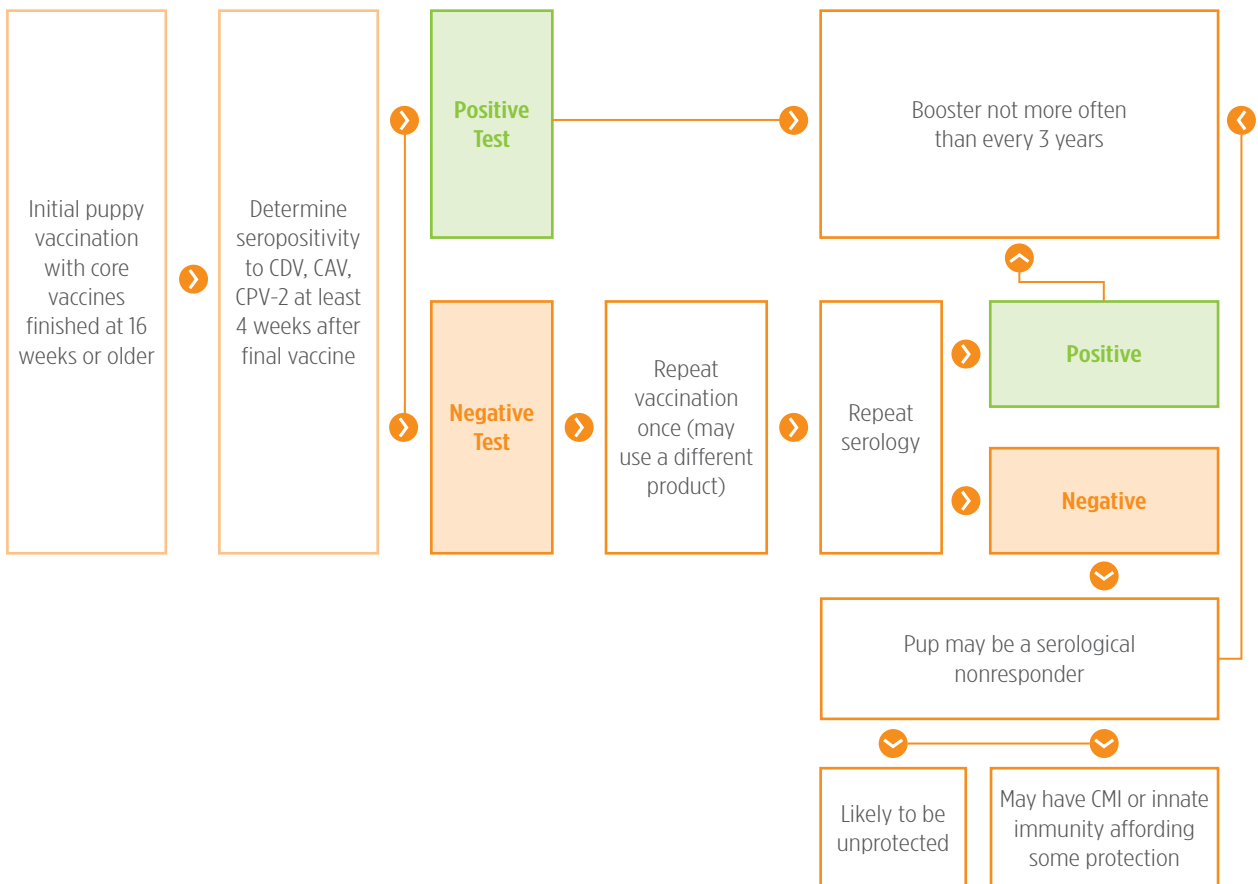 Initial puppy
vaccination
with core
vaccines
finished at 16
weeks or older
Determine
seropositivity
to CDV, CAV,
CPV-2 at least
4 weeks after
final vaccine
Positive
Test
Booster not more often
than every 3 years
Negative
Test
Repeat
vaccination
once (may
use a different
product)
Repeat
serology
Positive
Negative
Pup may be a serological
nonresponder
Likely to be
unprotected
May have CMI or innate
immunity affording
some protection